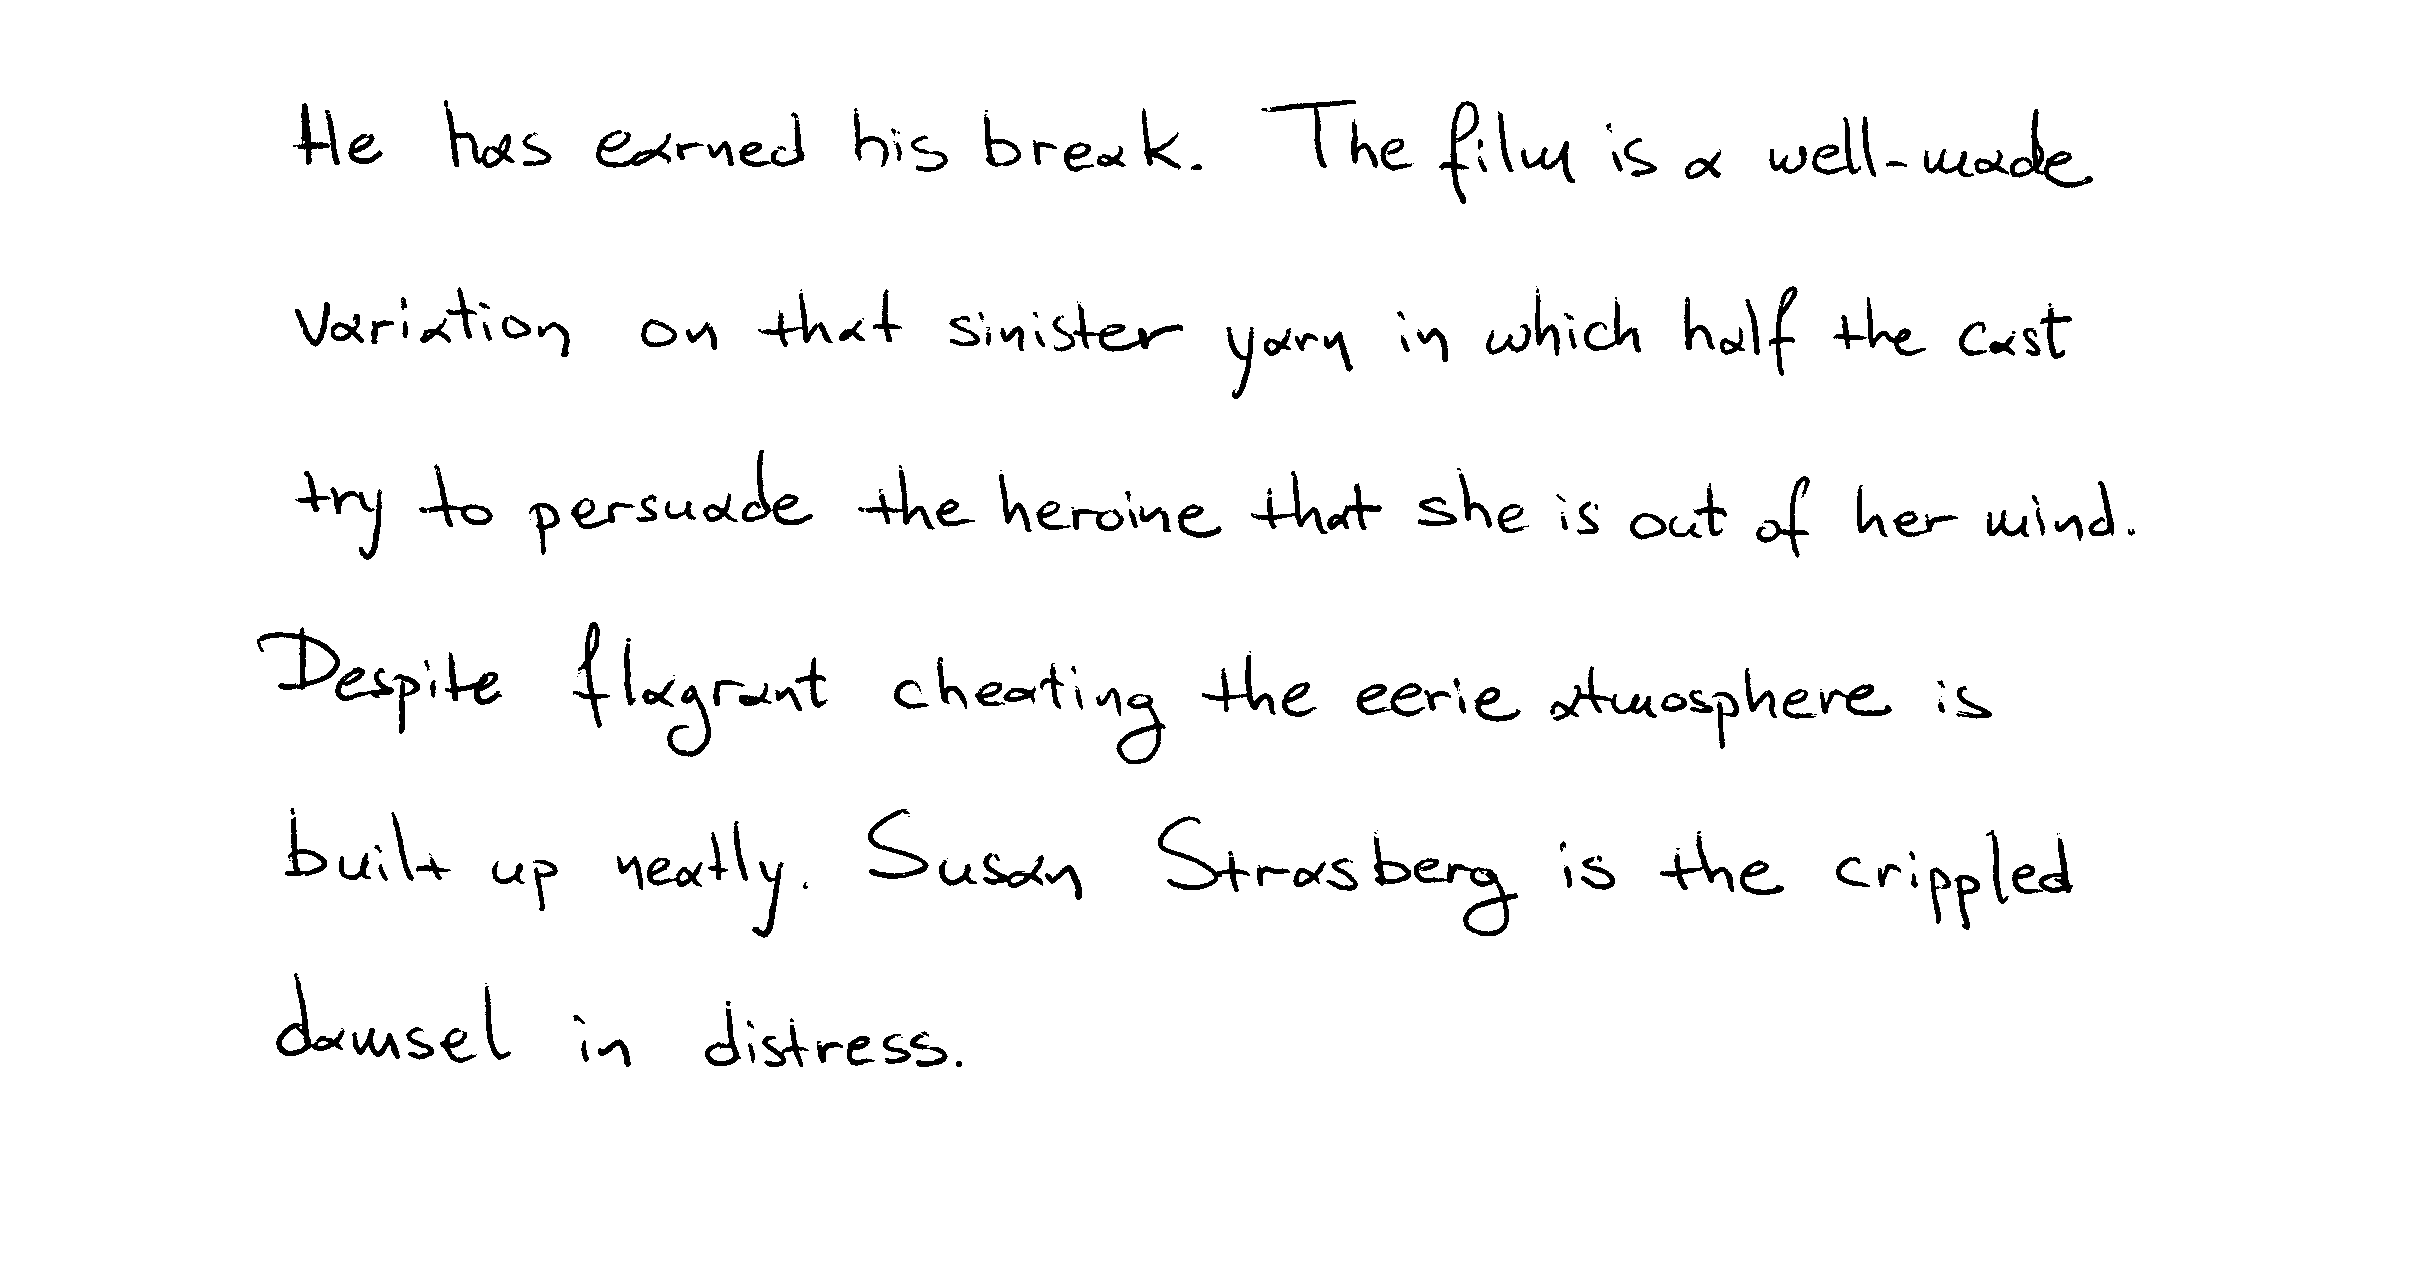 He has earned his break. The film is a well-made
variation on that sinister yarn in which half the cast
try to persuade the heroine that she is out of her mind.
Despite flagrant cheating the eerie atmosphere is
built up neatly. Susan Strasberg is the crippled
damsel in distress.